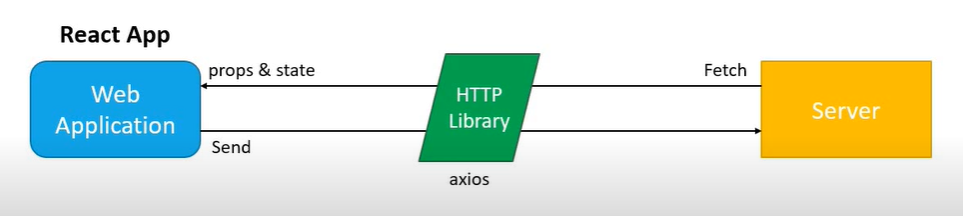 React App
Web
Application
props & state
Send
HTTP
Library
axios
Fetch
Server